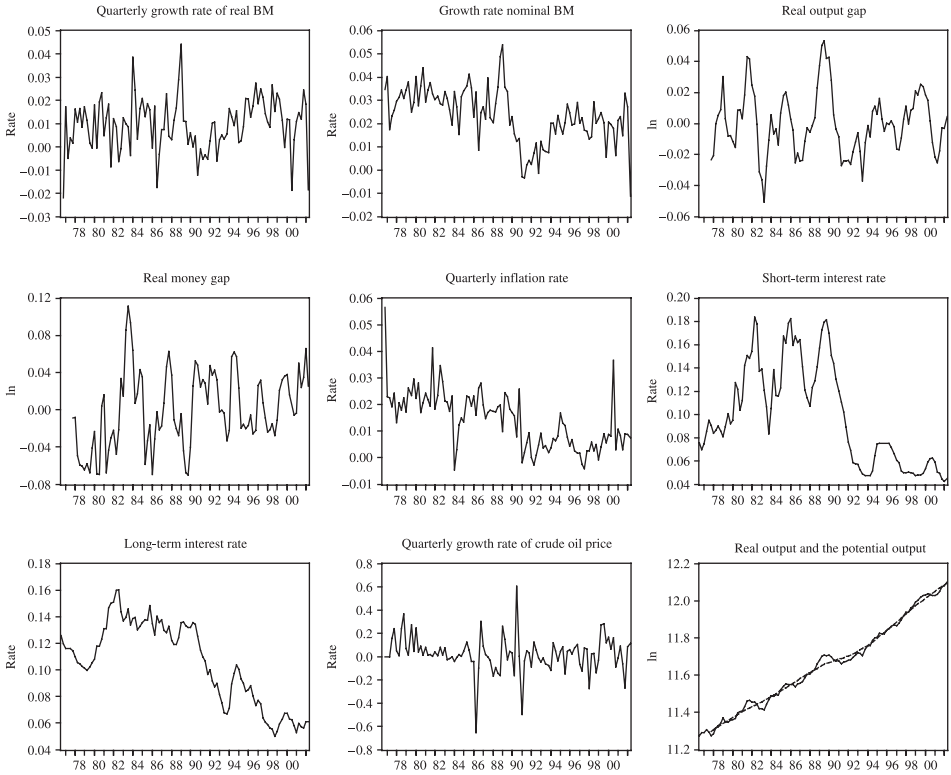 Quarterly growth rate of real BM
Growth rate nominal BM
Real output gap
0.05
0.04
0.03
0.02
0.01
0.00
−0.01
−0.02
−0.03
Rate
78 80 82 84 86 88 90 92 94 96 98 00
0.06
0.05
0.04
0.03
0.02
0.01
0.00
−0.01
−0.02
Rate
78 80 82 84 86 88 90 92 94 96 98 00
0.06
0.04
0.02
0.00
−0.02
−0.04
−0.06
ln
78 80 82 84 86 88 90 92 94 96 98 00
Real money gap
Quarterly inflation rate
Short-term interest rate
0.12
0.08
0.04
0.00
−0.04
−0.08
ln
78 80 82 84 86 88 90 92 94 96 98 00
0.06
0.05
0.04
0.03
0.02
0.01
0.00
−0.01
Rate
78 80 82 84 86 88 90 92 94 96 98 00
0.20
0.18
0.16
0.14
0.12
0.10
0.08
0.06
0.04
Rate
78 80 82 84 86 88 90 92 94 96 98 00
Long-term interest rate
Quarterly growth rate of crude oil price
Real output and the potential output
0.18
0.16
0.14
0.12
0.10
0.08
0.06
0.04
Rate
78 80 82 84 86 88 90 92 94 96 98 00
0.8
0.6
0.4
0.2
0.0
−0.2
−0.4
−0.6
−0.8
Rate
78 80 82 84 86 88 90 92 94 96 98 00
12.2
12.0
11.8
11.6
11.4
11.2
ln
78 80 82 84 86 88 90 92 94 96 98 00